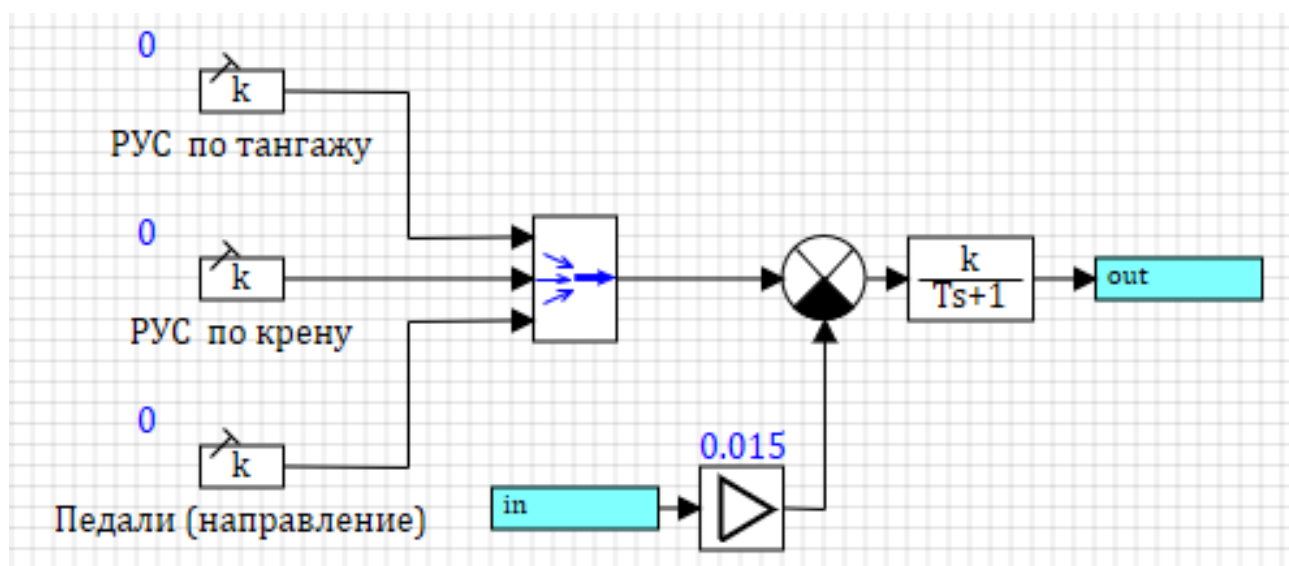 0
k
РУС по тангажу
0
k
РУС по крену
k
Ts+1
out
0
k
Педали (направление)
0.015
in